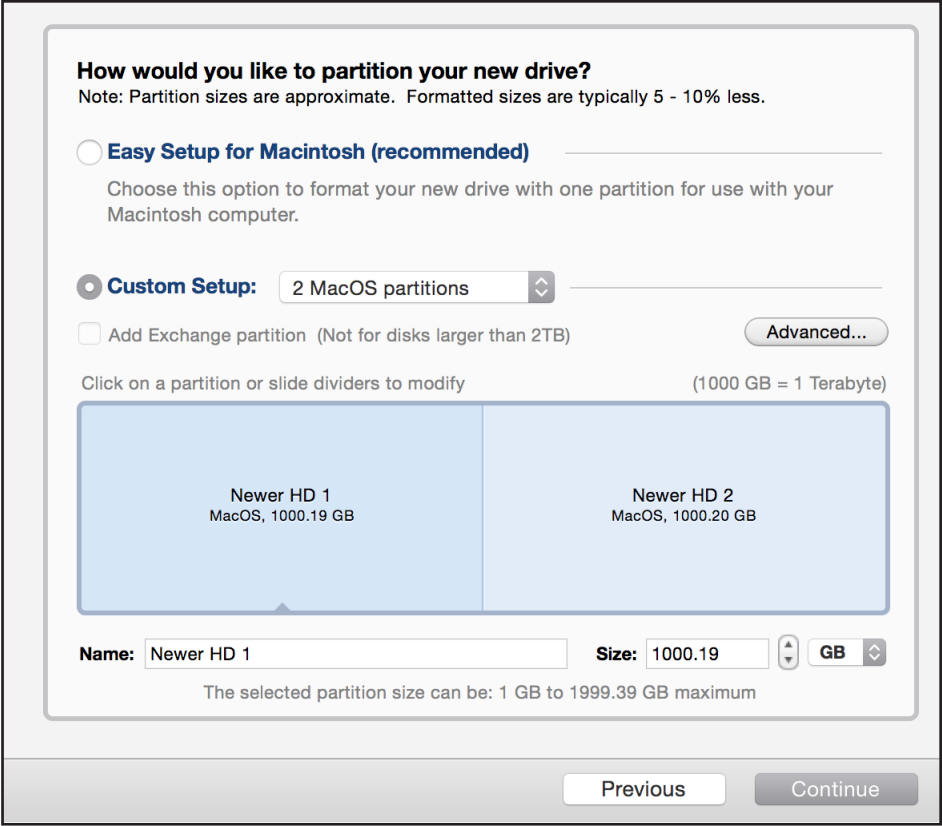 How would you like to partition your new drive?
Note: Partition sizes are approximate.  Formatted sizes are typically 5 - 10% less.
Easy Setup for Macintosh (recommended)
Choose this option to format your new drive with one partition for use with your
Macintosh computer.
Custom Setup: 2 MacOS partitions
Add Exchange partition  (Not for disks larger than 2TB) Advanced...
Click on a partition or slide dividers to modify (1000 GB = 1 Terabyte)
Newer HD 1 Newer HD 2
MacOS, 1000.19 GB MacOS, 1000.20 GB
Name: Newer HD 1 Size: 1000.19 GB
The selected partition size can be: 1 GB to 1999.39 GB maximum
Previous Continue